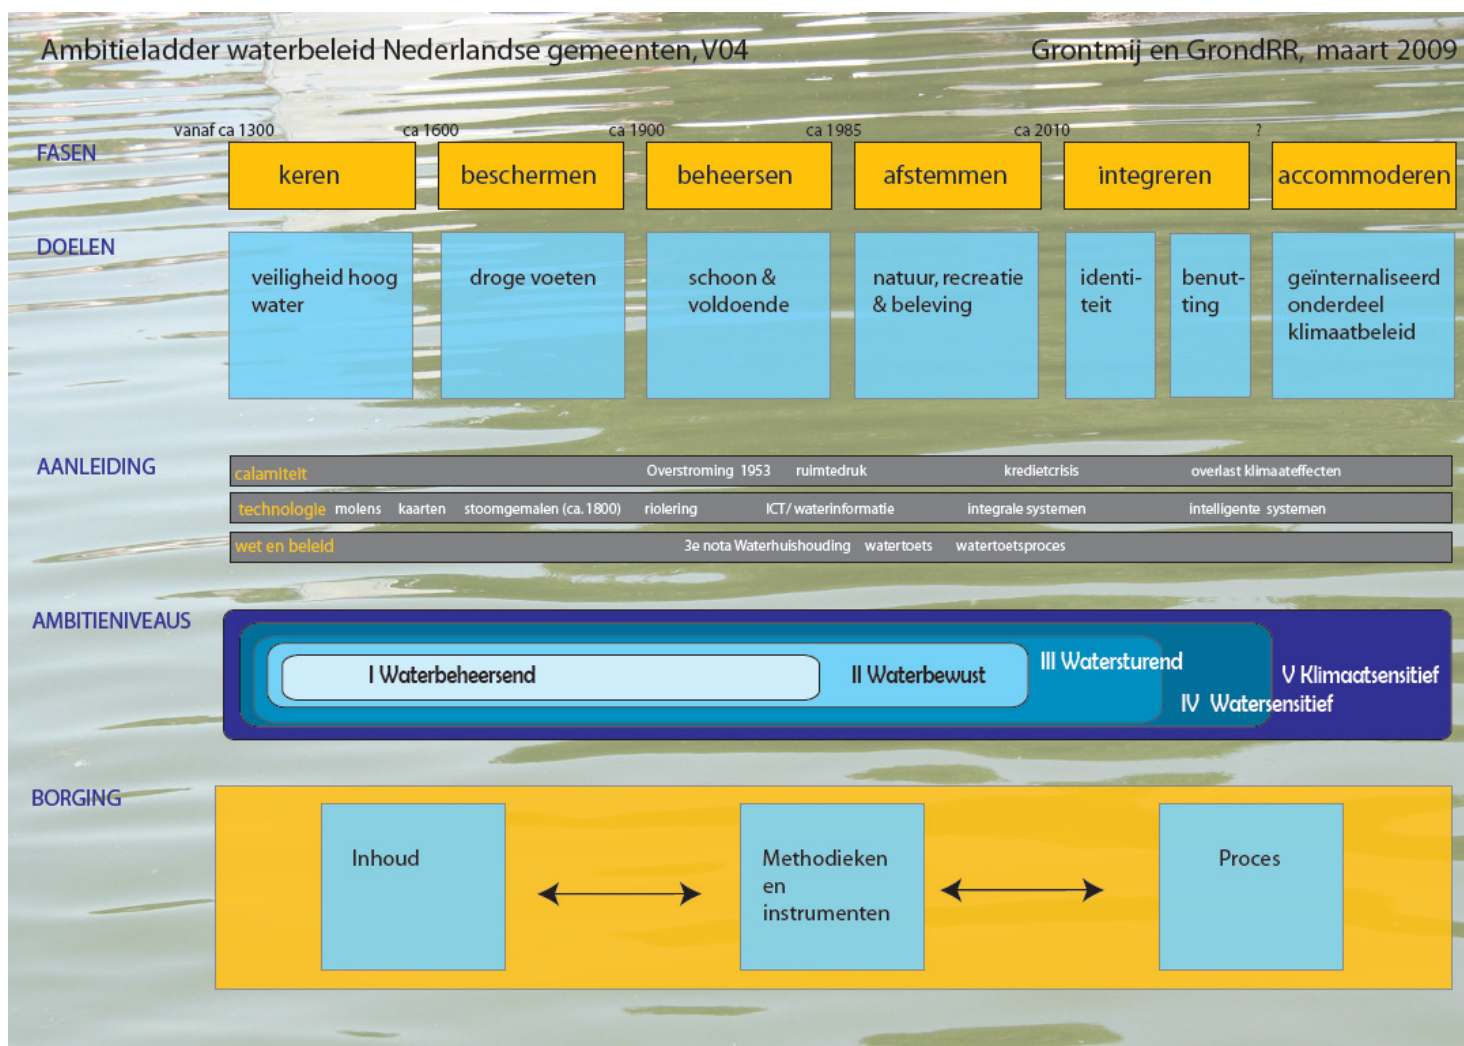 Ambitieladder waterbeleid Nederlandse gemeenten, V04
Grontmij en GrondRR, maart 2009
vanaf ca 1300 ca 1600 ca 1900 ca 1985 ca 2010 ?
FASEN
keren beschermen beheersen afstemmen integreren accommoderen
DOELEN
veiligheid hoog
water
droge voeten
schoon &
voldoende
natuur, recreatie
& beleving
identi-
teit
benut-
ting
geïnternaliseerd
onderdeel
klimaatbeleid
AANLEIDING
calamiteit Overstroming 1953 ruimtedruk kredietcrisis overlast klimaateffecten
technologie molens kaarten stoomgemalen (ca. 1800) riolering ICT/ waterinformatie integrale systemen intelligente systemen
wet en beleid 3e nota Waterhuishouding watertoets watertoetsproces
AMBITIENIVEAUS
I Waterbeheersend
II Waterbewust
III Watersturend
IV Watersensitief
V Klimaatsensitief
BORGING
Inhoud
Methodieken
en
instrumenten
Proces